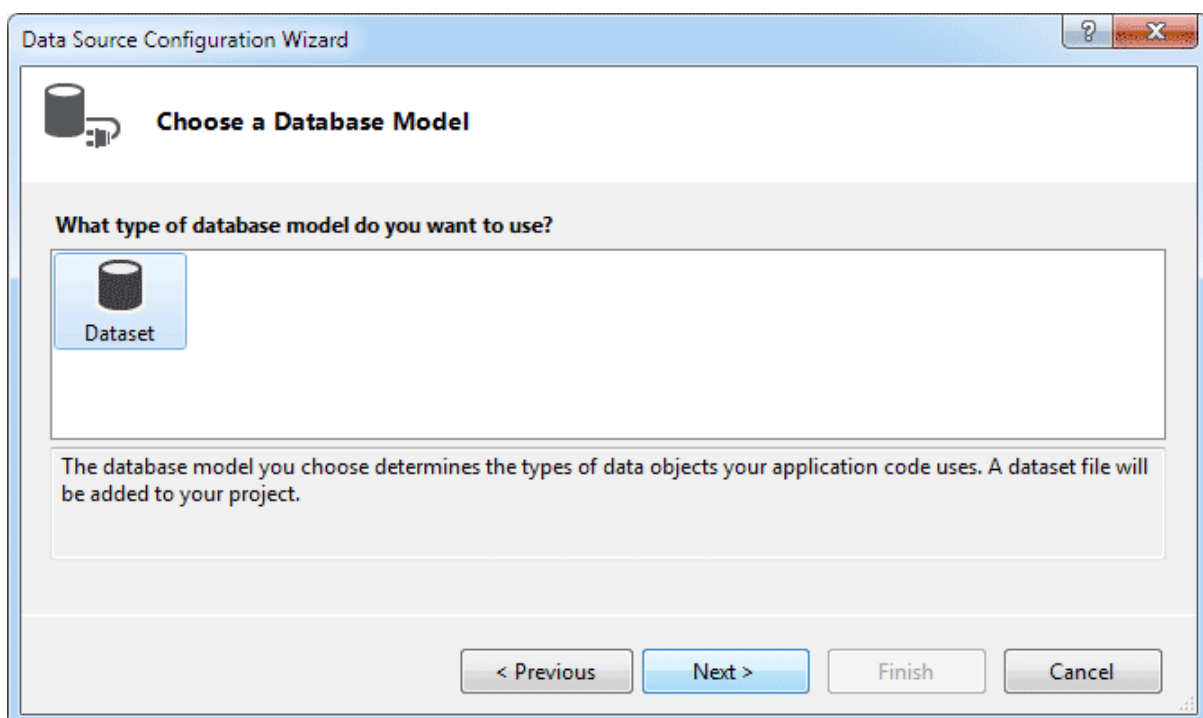 Data Source Configuration Wizard
Choose a Database Model
What type of database model do you want to use?
Dataset
The database model you choose determines the types of data objects your application code uses. A dataset file will
be added to your project.
< Previous
Next >
Finish
Cancel